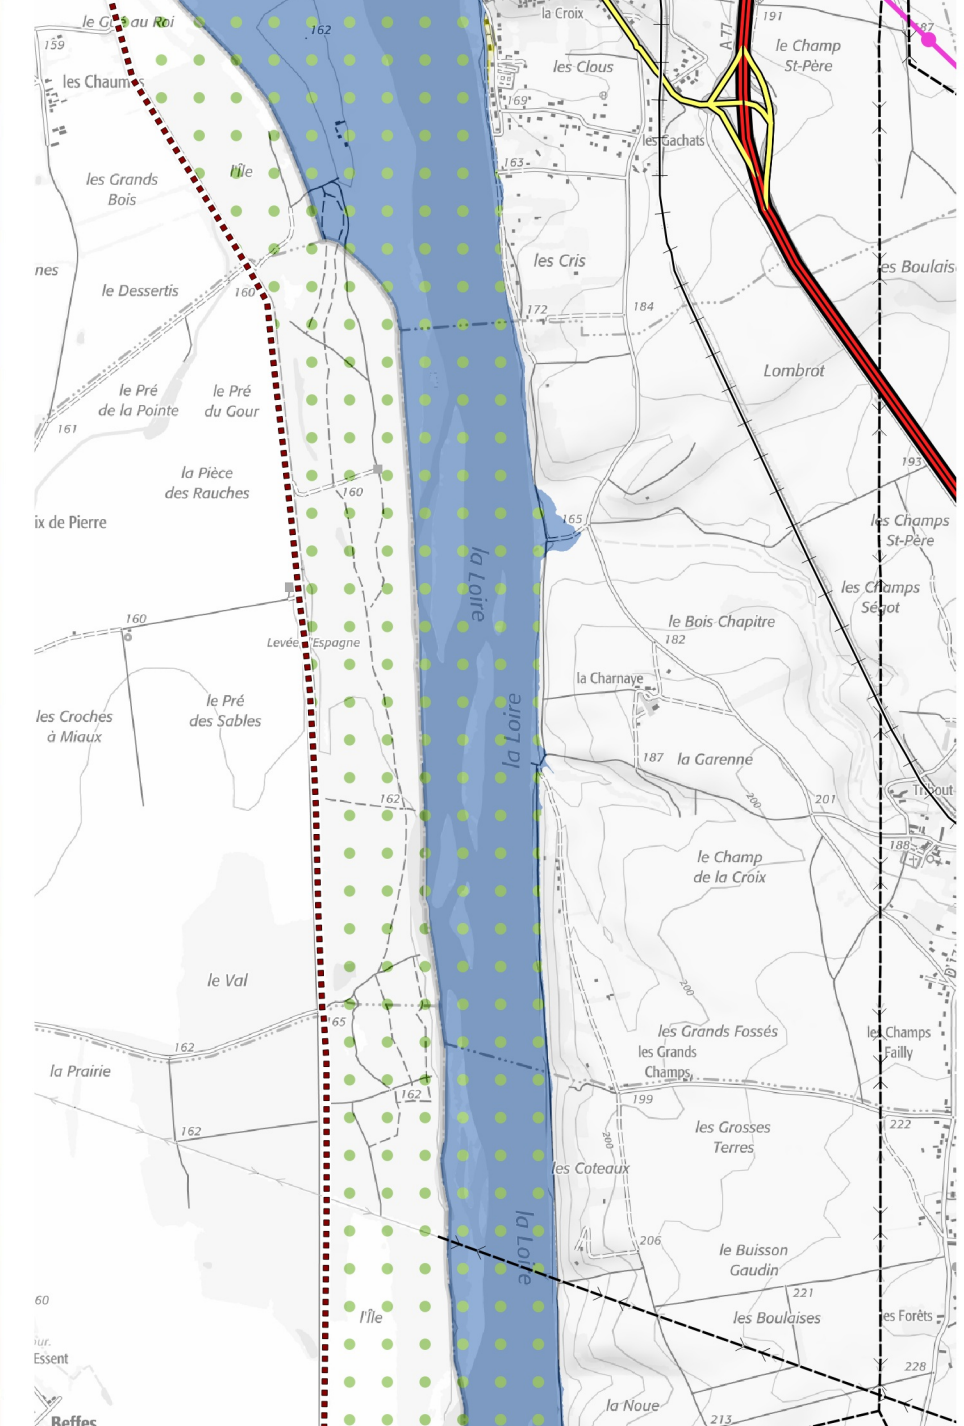 la Croix
191
le Gué au Roi
162
A 77
187
159
le Champ
St-Père
les Clous
les Chaumes
169
les Gachats
163
l'Île
les Grands
Bois
les Cris
nes
les Boulais
le Dessertis
160
172
184
Lombrot
le Pré
de la Pointe
le Pré
du Gour
161
193
la Pièce
des Rauches
160
ix de Pierre
165
les Champs
St-Père
la Loire
les Champs
Ségot
160
le Bois Chapitre
Levée d'Espagne
182
la Charnaye
le Pré
des Sables
les Croches
à Miaux
la Loire
187
la Garenne
Tribout
162
200
201
188
le Champ
de la Croix
le Val
200
165
les Grands Fossés
les Champs
Failly
162
les Grands
Champs
la Prairie
162
199
222
162
les Grosses
Terres
200
les Coteaux
la Loire
206
le Buisson
Gaudin
221
60
l'Île
les Boulaises
es Forêts
Essent
228
la Noue
213
Beffes